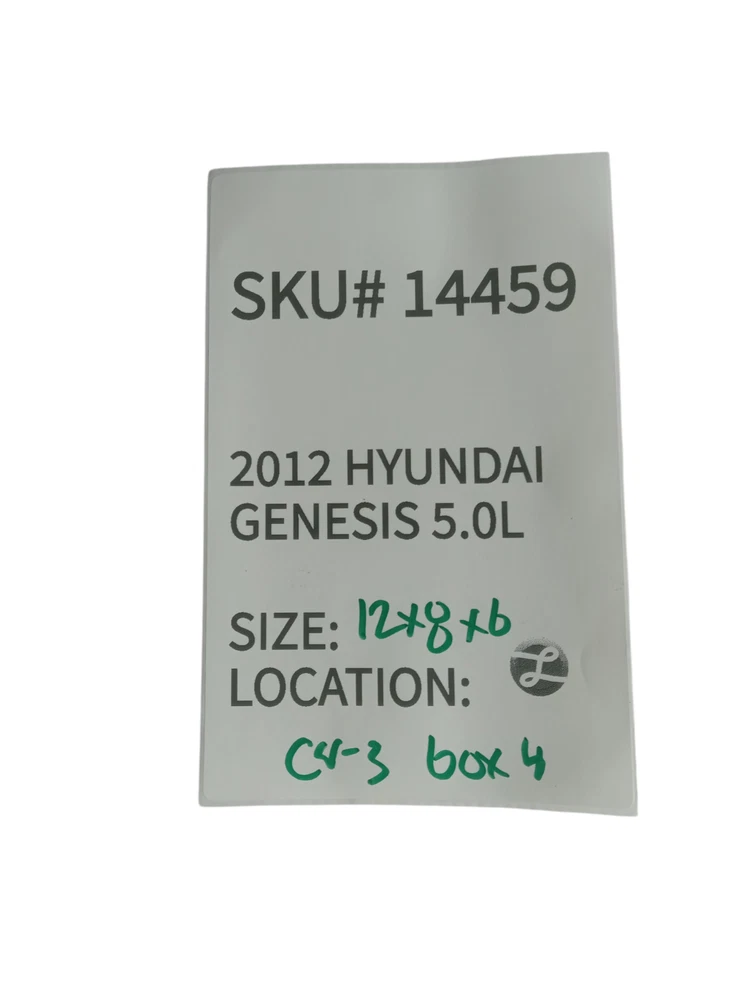 SKU# 14459
2012 HYUNDAI
GENESIS 5.0L
SIZE: 12x8x6
LOCATION:
C4-3 box 4